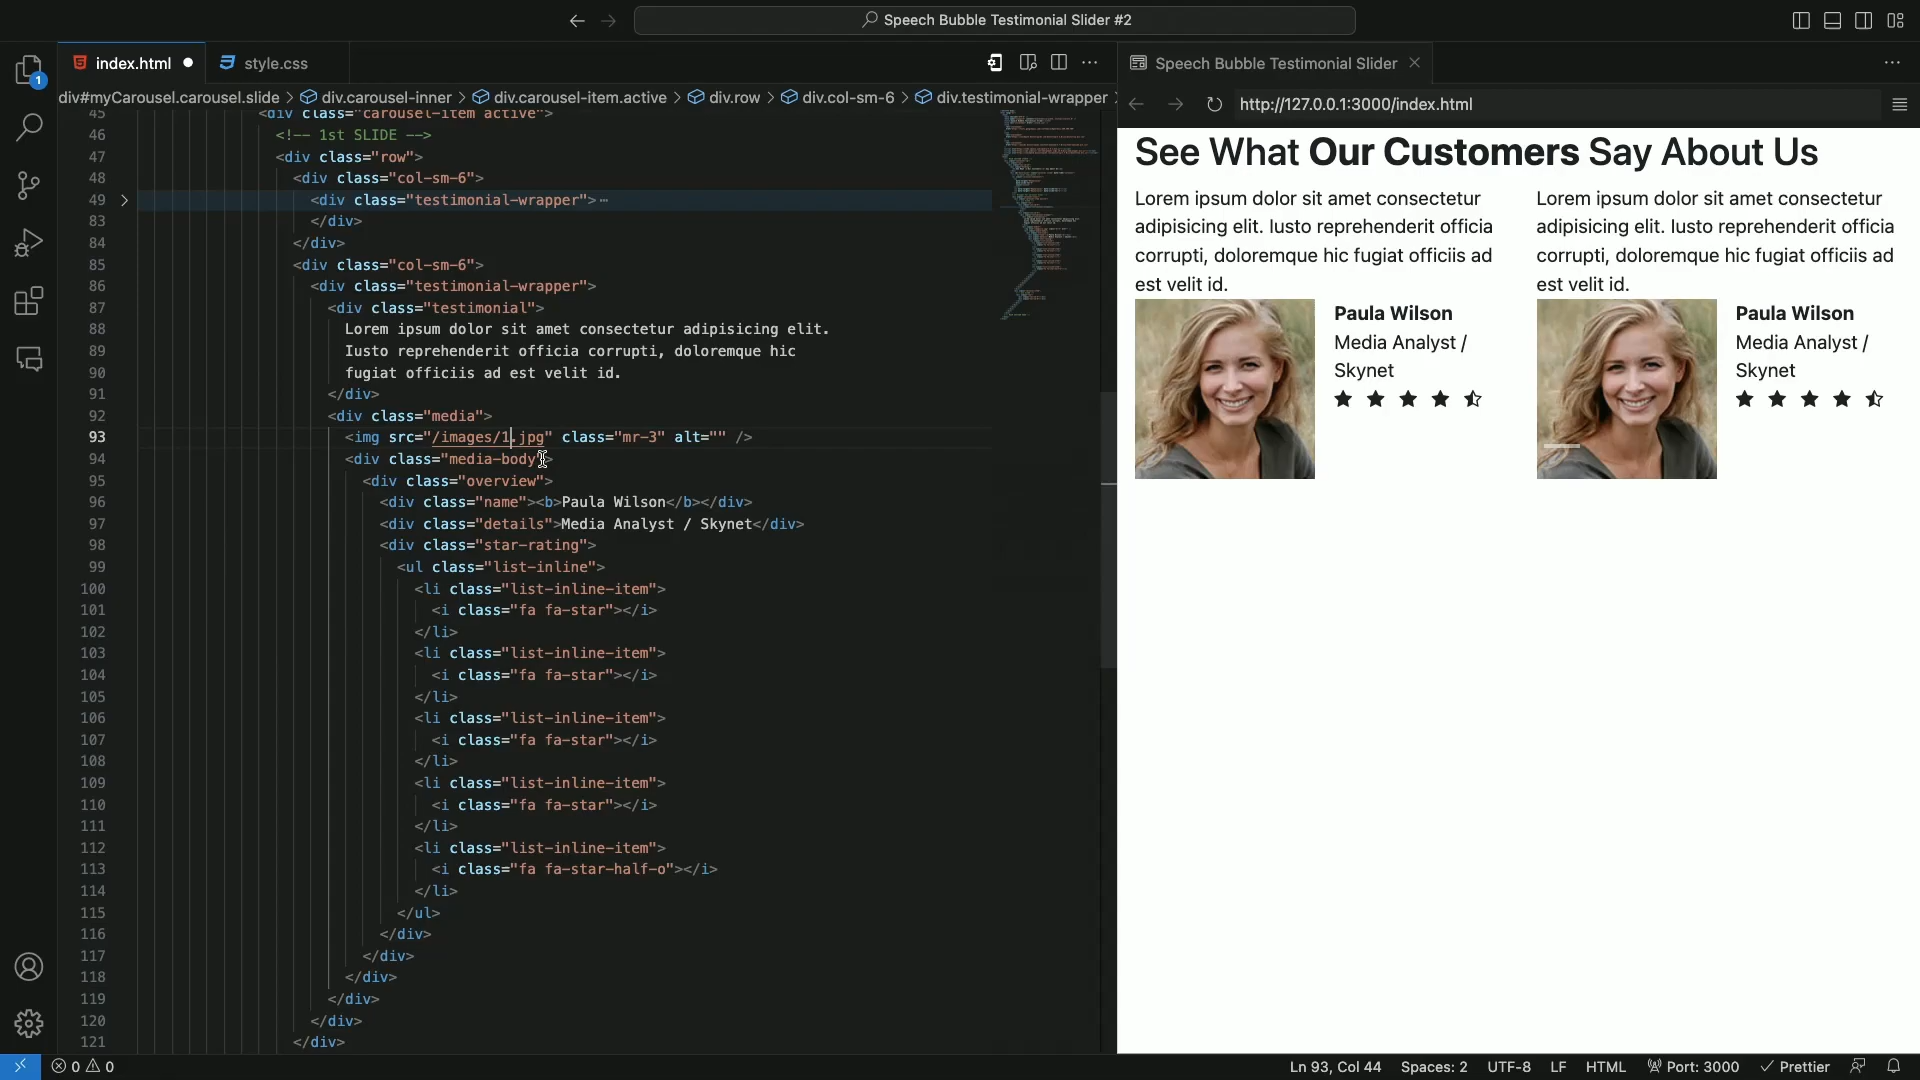 Speech Bubble Testimonial Slider #2
index.html
style.css
Speech Bubble Testimonial Slider
div#myCarousel.carousel.slide > div.carousel-inner > div.carousel-item.active > div.row > div.col-sm-6 > div.testimonial-wrapper >
http://127.0.0.1:3000/index.html
1
45 <div class="carousel-item active">
46 <!-- 1st SLIDE -->
47 <div class="row">
48 <div class="col-sm-6">
49 <div class="testimonial-wrapper">⋯
83 </div>
84 </div>
85 <div class="col-sm-6">
86 <div class="testimonial-wrapper">
87 <div class="testimonial">
88 Lorem ipsum dolor sit amet consectetur adipisicing elit.
89 Iusto reprehenderit officia corrupti, doloremque hic
90 fugiat officiis ad est velit id.
91 </div>
92 <div class="media">
93 <img src="/images/1.jpg" class="mr-3" alt="" />
94 <div class="media-body">
95 <div class="overview">
96 <div class="name"><b>Paula Wilson</b></div>
97 <div class="details">Media Analyst / Skynet</div>
98 <div class="star-rating">
99 <ul class="list-inline">
100 <li class="list-inline-item">
101 <i class="fa fa-star"></i>
102 </li>
103 <li class="list-inline-item">
104 <i class="fa fa-star"></i>
105 </li>
106 <li class="list-inline-item">
107 <i class="fa fa-star"></i>
108 </li>
109 <li class="list-inline-item">
110 <i class="fa fa-star"></i>
111 </li>
112 <li class="list-inline-item">
113 <i class="fa fa-star-half-o"></i>
114 </li>
115 </ul>
116 </div>
117 </div>
118 </div>
119 </div>
120 </div>
121 </div>
See What Our Customers Say About Us
Lorem ipsum dolor sit amet consectetur
adipisicing elit. Iusto reprehenderit officia
corrupti, doloremque hic fugiat officiis ad
est velit id.
Paula Wilson
Media Analyst /
Skynet
Lorem ipsum dolor sit amet consectetur
adipisicing elit. Iusto reprehenderit officia
corrupti, doloremque hic fugiat officiis ad
est velit id.
Paula Wilson
Media Analyst /
Skynet
0 0
Ln 93, Col 44 Spaces: 2 UTF-8 LF HTML Port: 3000 Prettier